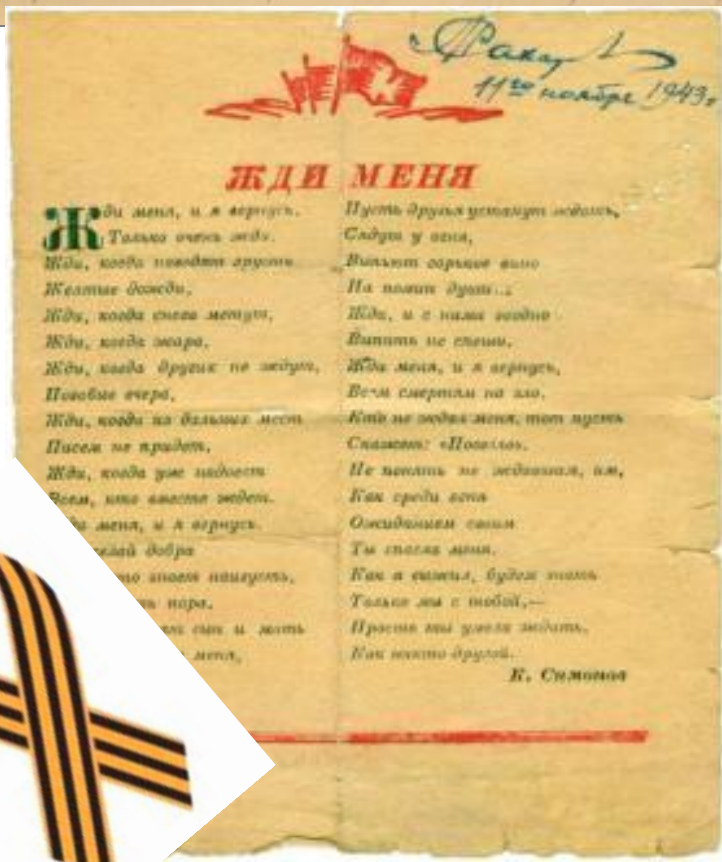 11го ноября 1943г
ЖДИ МЕНЯ
Жди меня, и я вернусь.
Только очень жди.
Жди, когда наводят грусть
Желтые дожди,
Жди, когда снега метут,
Жди, когда жара,
Жди, когда других не ждут,
Позабыв вчера,
Жди, когда из дальних мест
Писем не придет,
Жди, когда уже надоест
Всем, кто вместе ждет.
меня, и я вернусь.
елай добра
то знает наизусть,
ть пора,
сын и мать
меня,
Пусть друзья устанут ждать,
Сядут у огня,
Выпьют горькое вино
На помин души...
Жди, и с ними заодно
Выпить не спеши.
Жди меня, и я вернусь,
Всем смертям на зло.
Кто не ждал меня, тот пусть
Скажет: «Повезло».
Не понять не ждавшим, им,
Как среди огня
Ожиданием своим
Ты спасла меня.
Как я выжил, будем знать
Только мы с тобой,—
Просто ты умела ждать,
Как никто другой.
К. Симонов